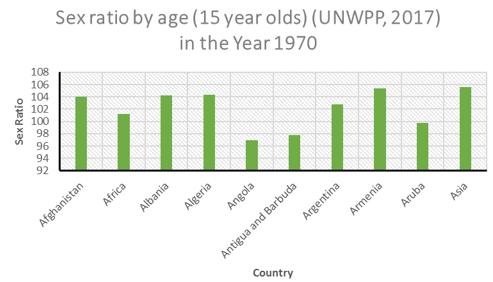 Sex ratio by age (15 year olds) (UNWPP, 2017)
in the Year 1970
108
106
104
102
100
98
96
94
92
Sex Ratio
Afghanistan
Africa
Albania
Algeria
Angola
Antigua and Barbuda
Argentina
Armenia
Aruba
Asia
Country